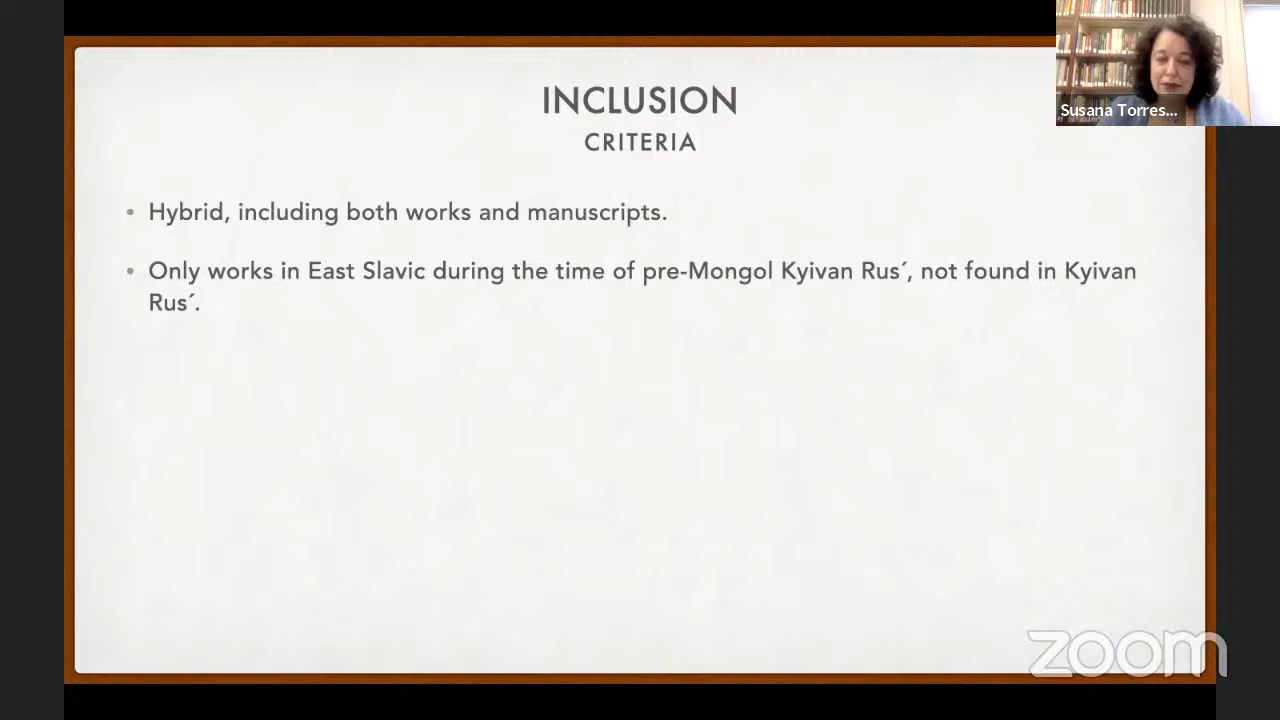 INCLUSION
CRITERIA
Susana Torres...
• Hybrid, including both works and manuscripts.
• Only works in East Slavic during the time of pre-Mongol Kyivan Rus´, not found in Kyivan
Rus´.
zoom